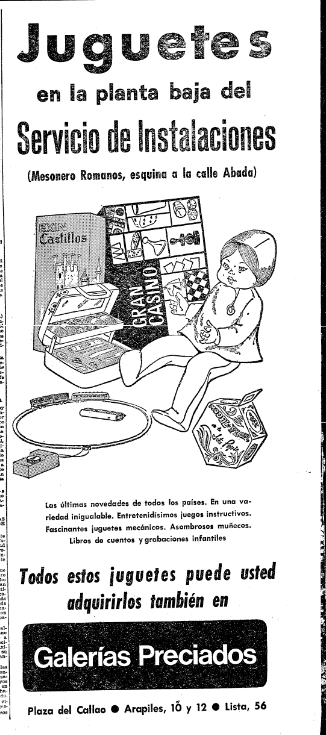 Juguetes
en la planta baja del
Servicio de Instalaciones
(Mesonero Romanos, esquina a la calle Abada)
EXIN
Castillos
GRAN
CASINO
Las últimas novedades de todos los países. En una va-
riedad inigualable. Entretenidísimos juegos instructivos.
Fascinantes juguetes mecánicos. Asombrosos muñecos.
Libros de cuentos y grabaciones infantiles
Todos estos juguetes puede usted
adquirirlos también en
Galerías Preciados
Plaza del Callao ● Arapiles, 10 y 12 ● Lista, 56